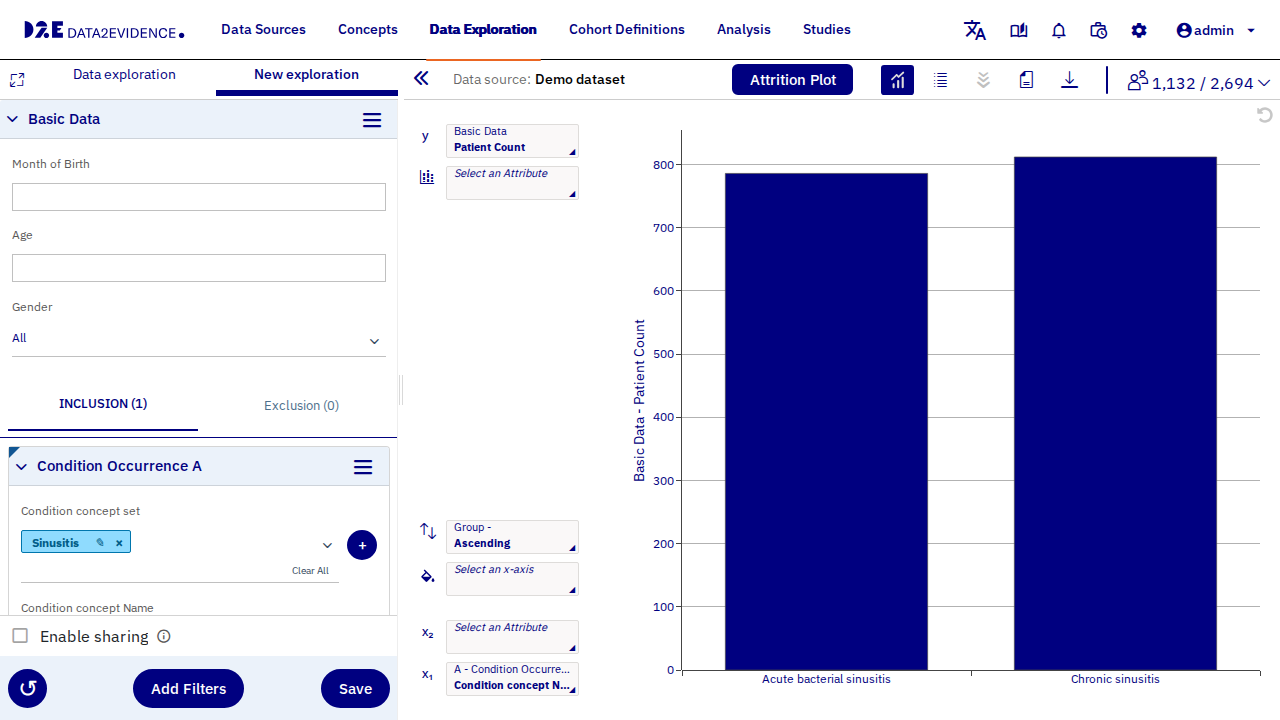 D2E DATA2EVIDENCE
Data Sources
Concepts
Data Exploration
Cohort Definitions
Analysis
Studies
admin
Data exploration
New exploration
Data source: Demo dataset
Attrition Plot
1,132 / 2,694
Basic Data
Month of Birth
Age
Gender
All
INCLUSION (1)
Exclusion (0)
Condition Occurrence A
Condition concept set
Sinusitis ×
+
Clear All
Condition concept Name
Enable sharing
Add Filters
Save
y
Basic Data
Patient Count
Select an Attribute
Group -
Ascending
Select an x-axis
x₂
Select an Attribute
x₁
A - Condition Occurre...
Condition concept N...
Basic Data - Patient Count
800
700
600
500
400
300
200
100
0
Acute bacterial sinusitis
Chronic sinusitis